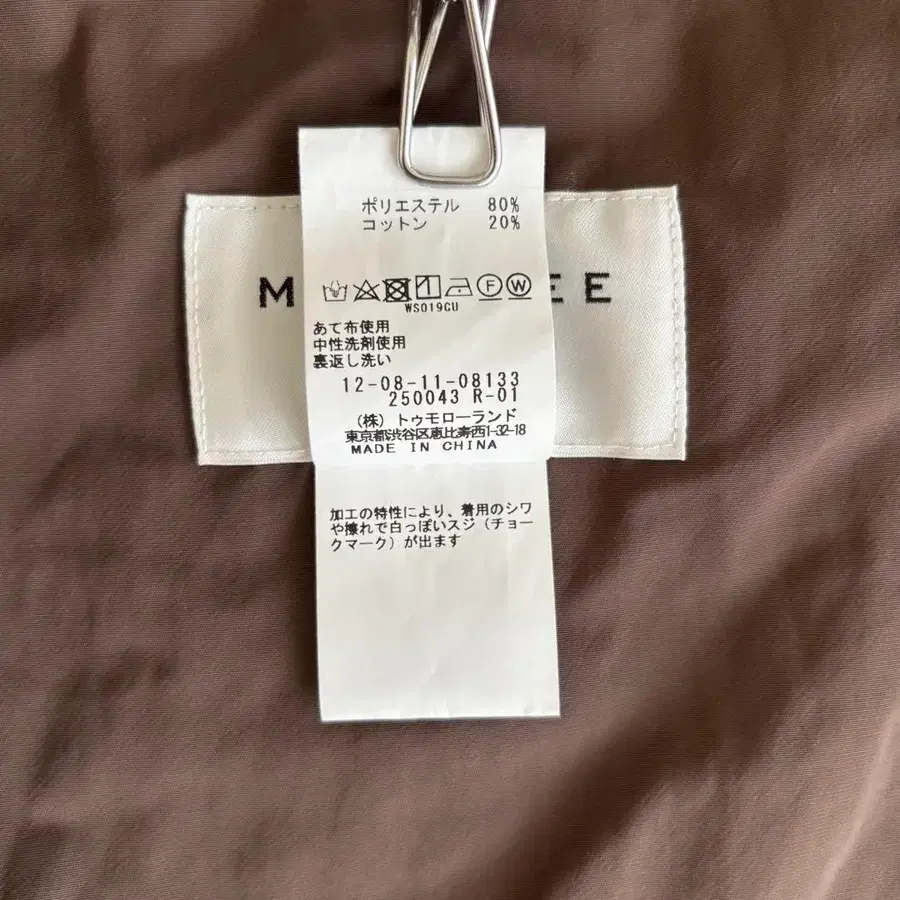 ポリエステル 80%
コットン 20%
M EE
F W
WS019CU
あて布使用
中性洗剤使用
裏返し洗い
12-08-11-08133
250043 R-01
(株) トゥモローランド
東京都渋谷区恵比寿西1-32-18
MADE IN CHINA
加工の特性により、着用のシワ
や擦れで白っぽいスジ(チョー
クマーク)が出ます